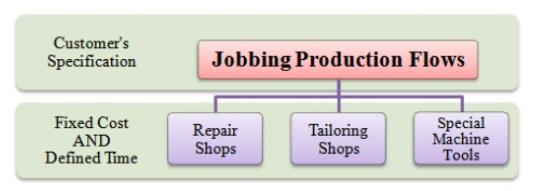 Customer's
Specification
Jobbing Production Flows
Fixed Cost
AND
Defined Time
Repair
Shops
Tailoring
Shops
Special
Machine
Tools